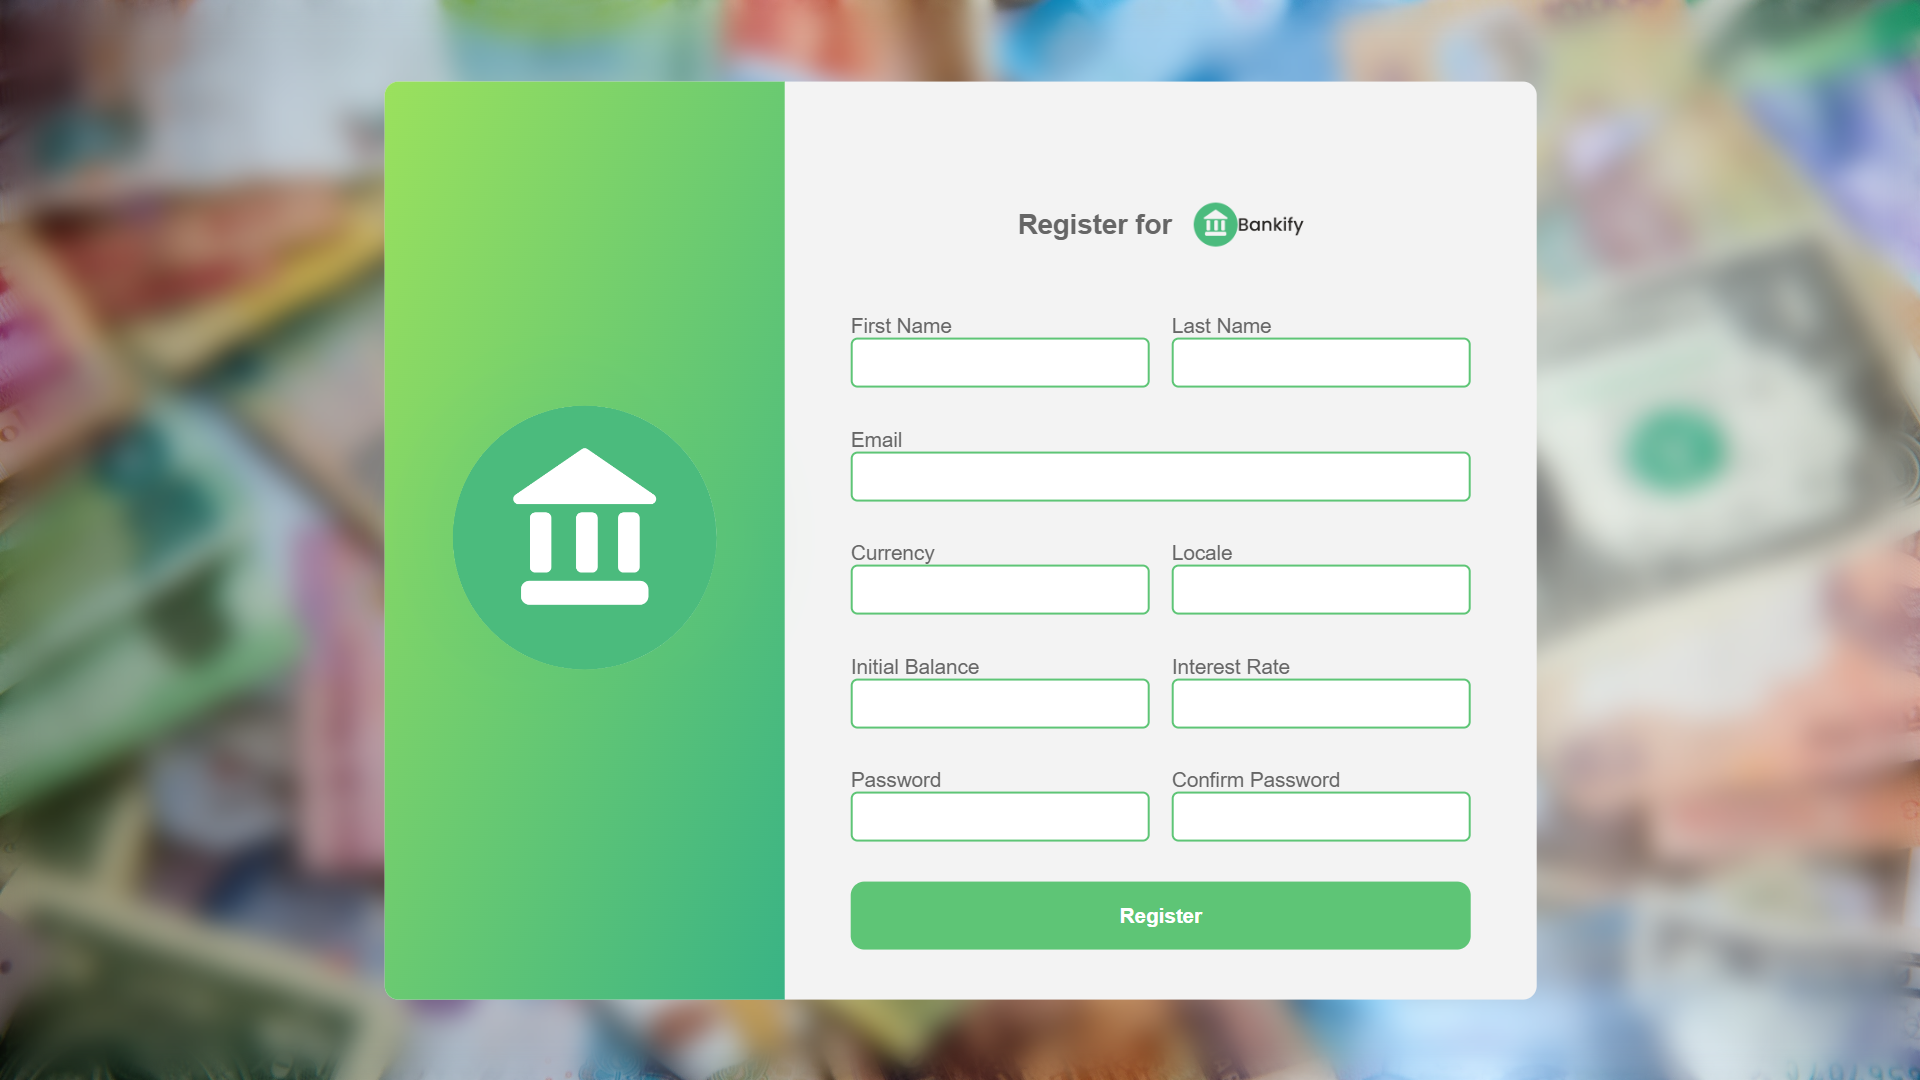 Register for Bankify
First Name Last Name
Email
Currency Locale
Initial Balance Interest Rate
Password Confirm Password
Register